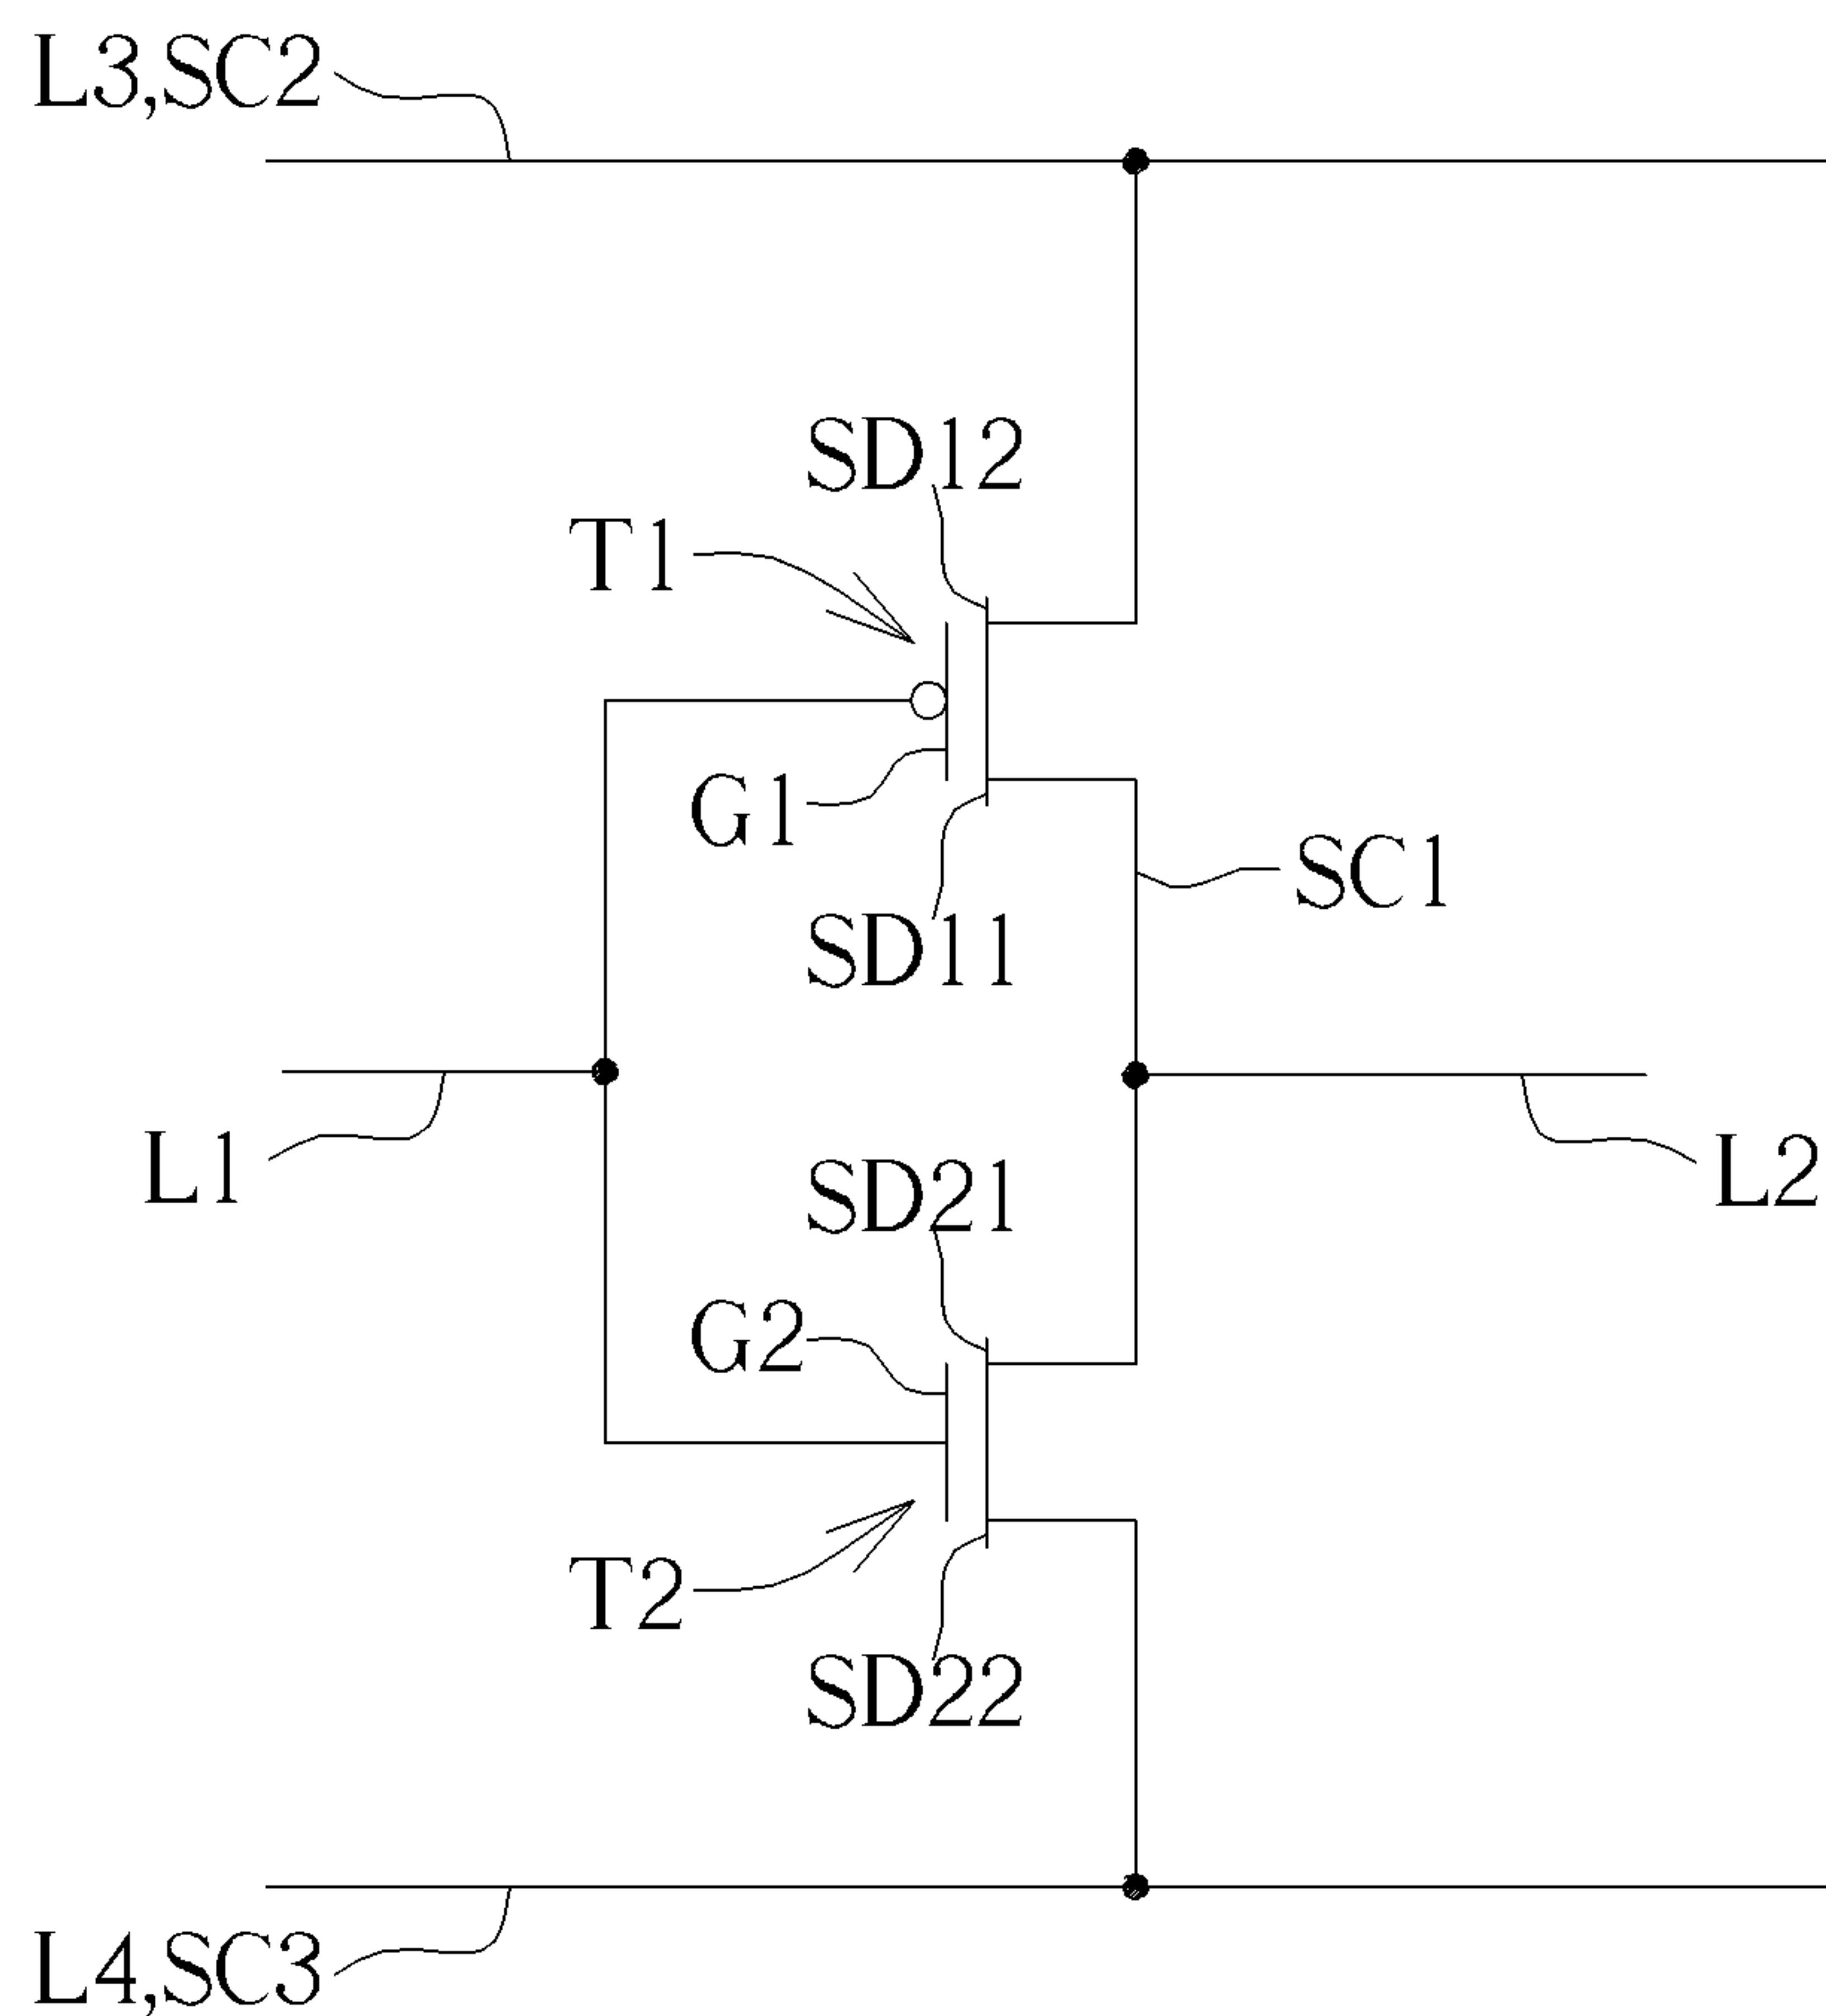 L3,SC2
SD12
T1
G1
SC1
SD11
L1
L2
SD21
G2
T2
SD22
L4,SC3